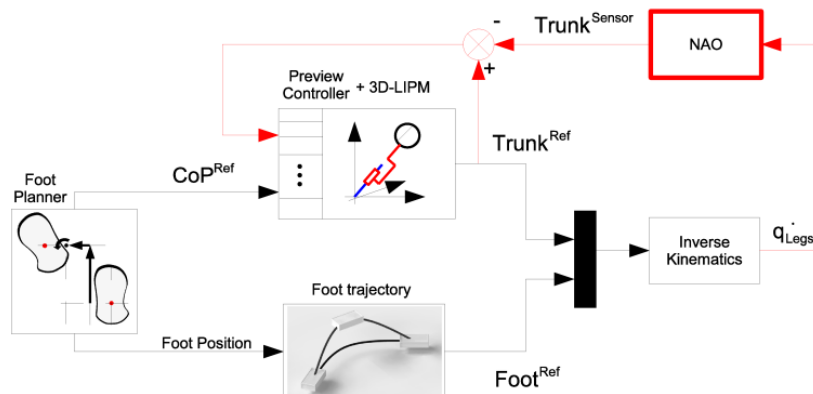 Trunk^Sensor
NAO
-
+
Preview
Controller + 3D-LIPM
Trunk^Ref
CoP^Ref
Foot
Planner
q̇_Legs
Inverse
Kinematics
Foot trajectory
Foot Position
Foot^Ref